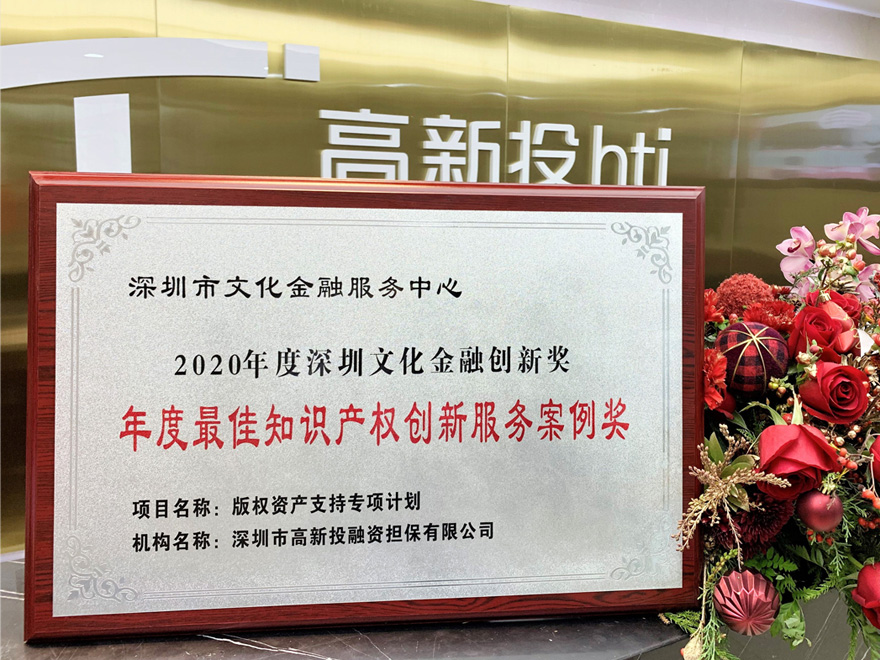 高新投hti
深圳市文化金融服务中心
2020年度深圳文化金融创新奖
年度最佳知识产权创新服务案例奖
项目名称：版权资产支持专项计划
机构名称：深圳市高新投融资担保有限公司